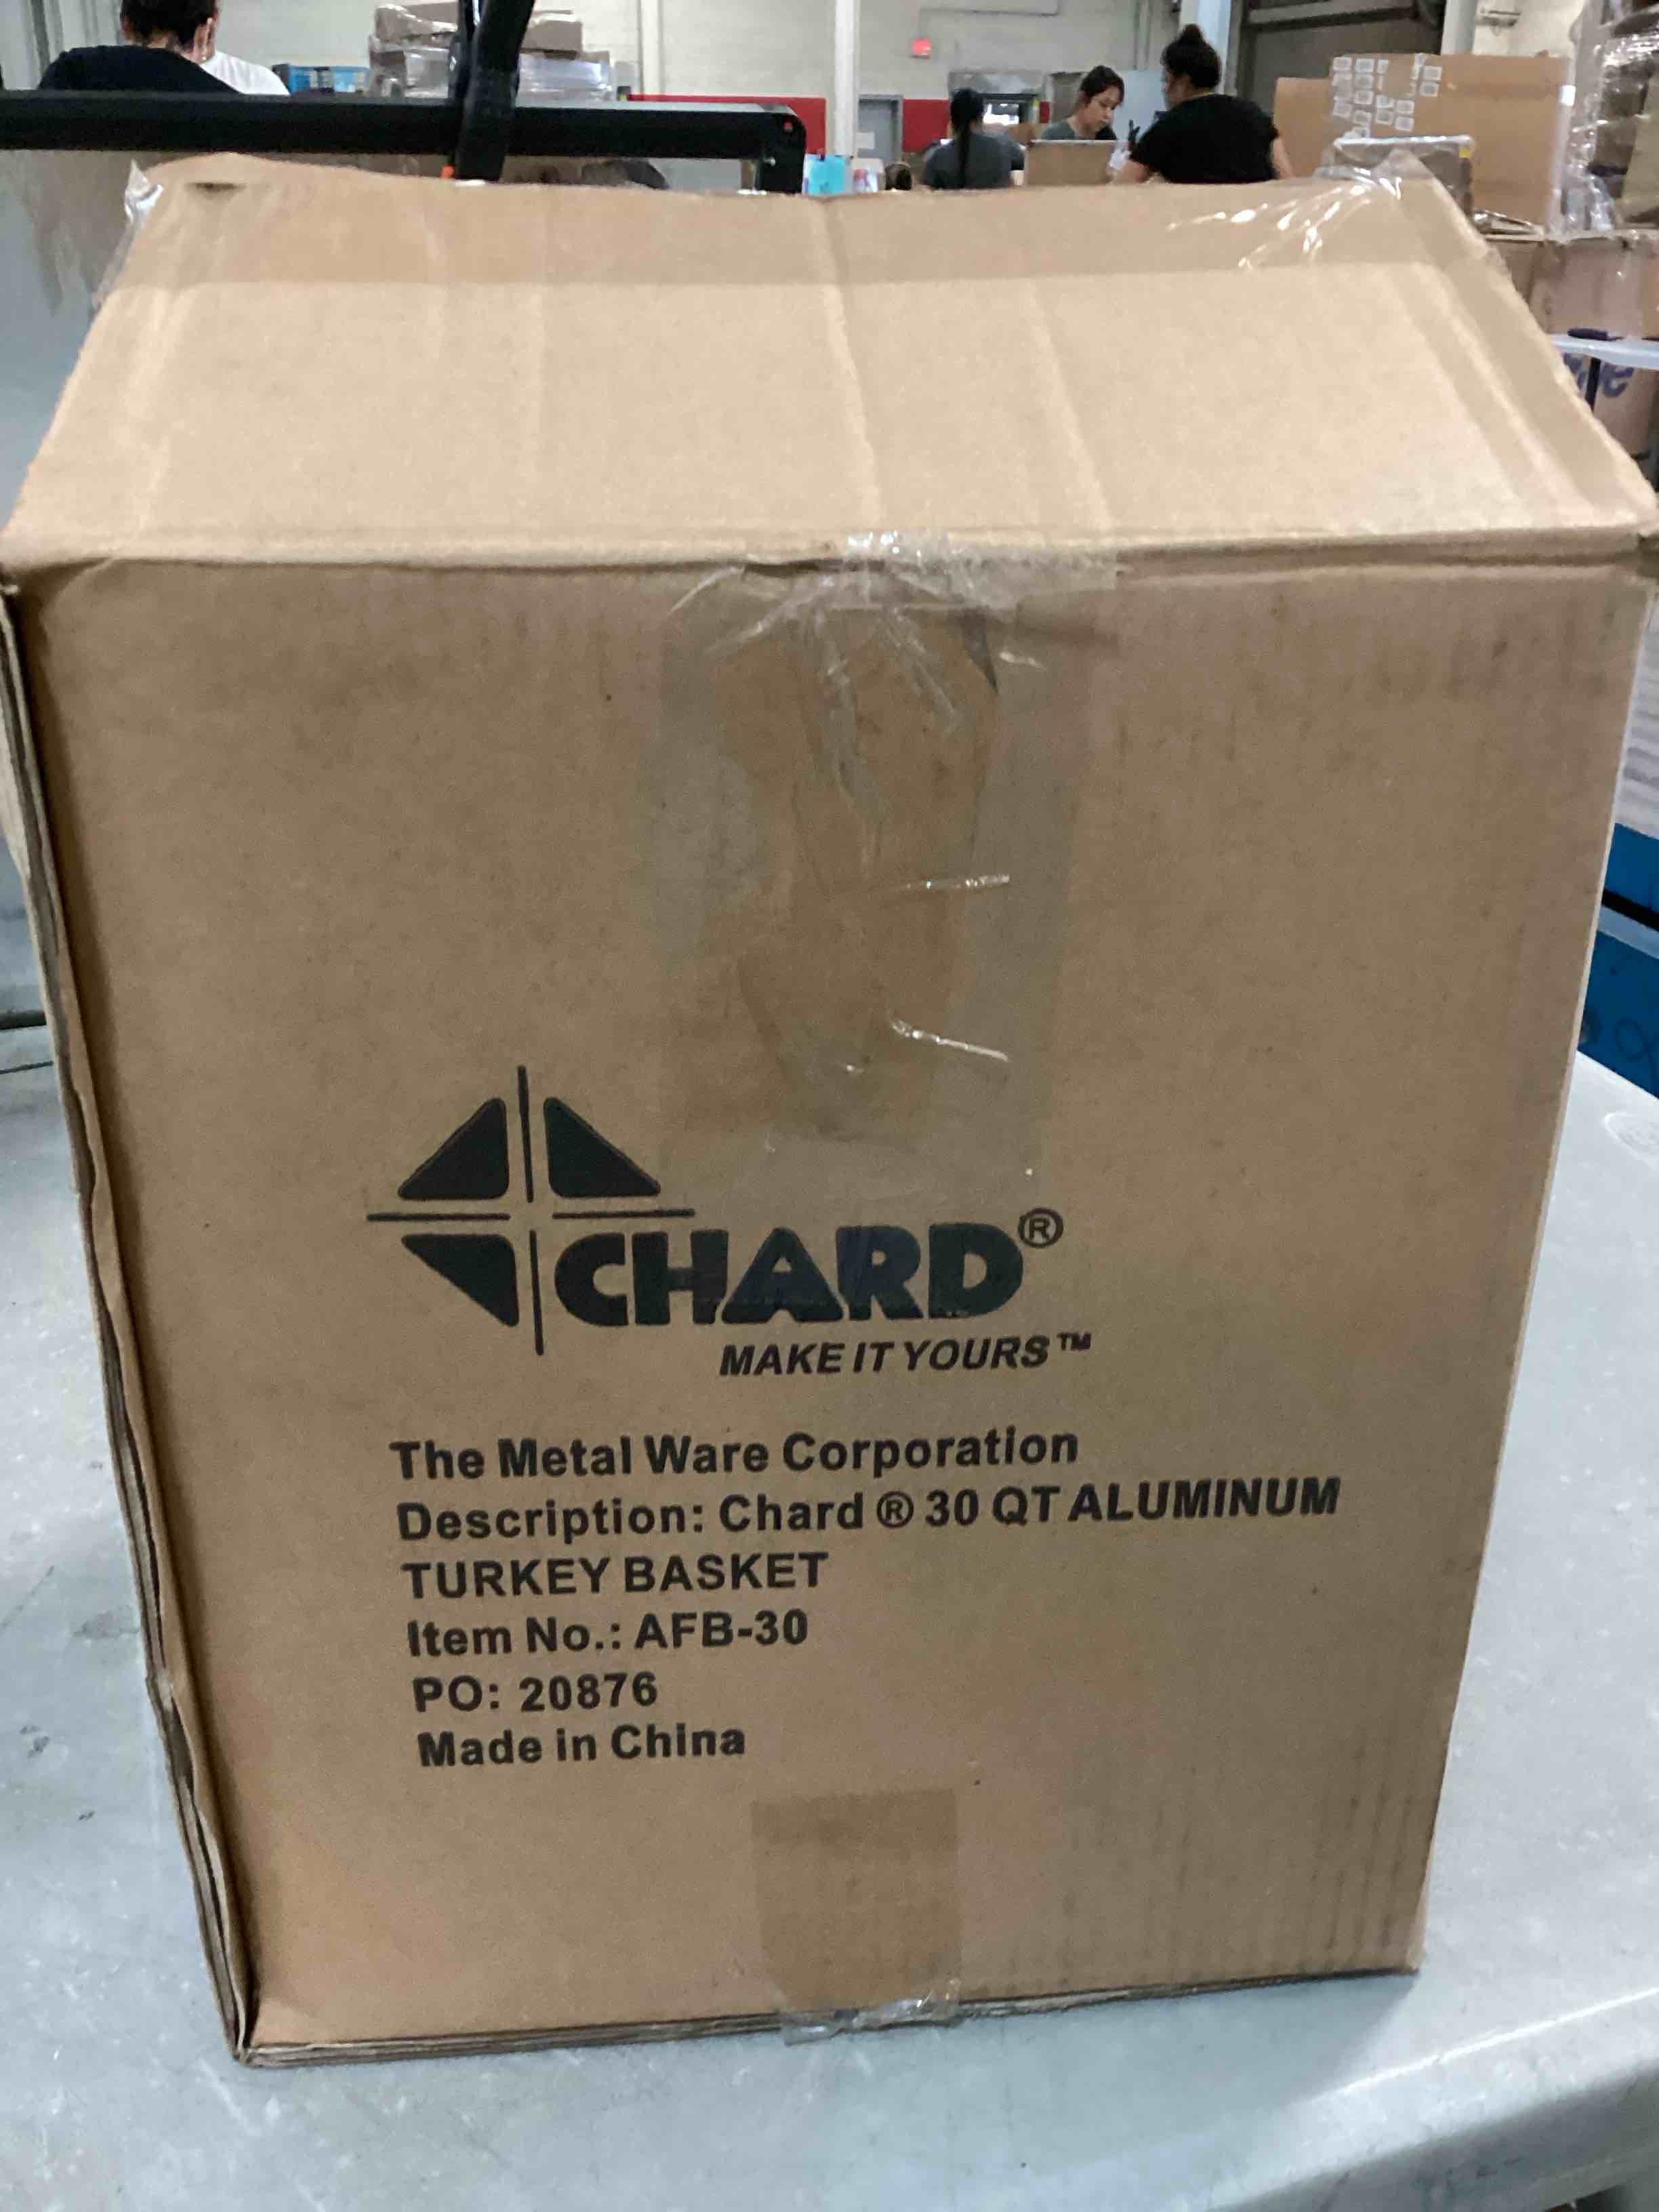 CHARD®
MAKE IT YOURS™
The Metal Ware Corporation
Description: Chard ® 30 QT ALUMINUM
TURKEY BASKET
Item No.: AFB-30
PO: 20876
Made in China